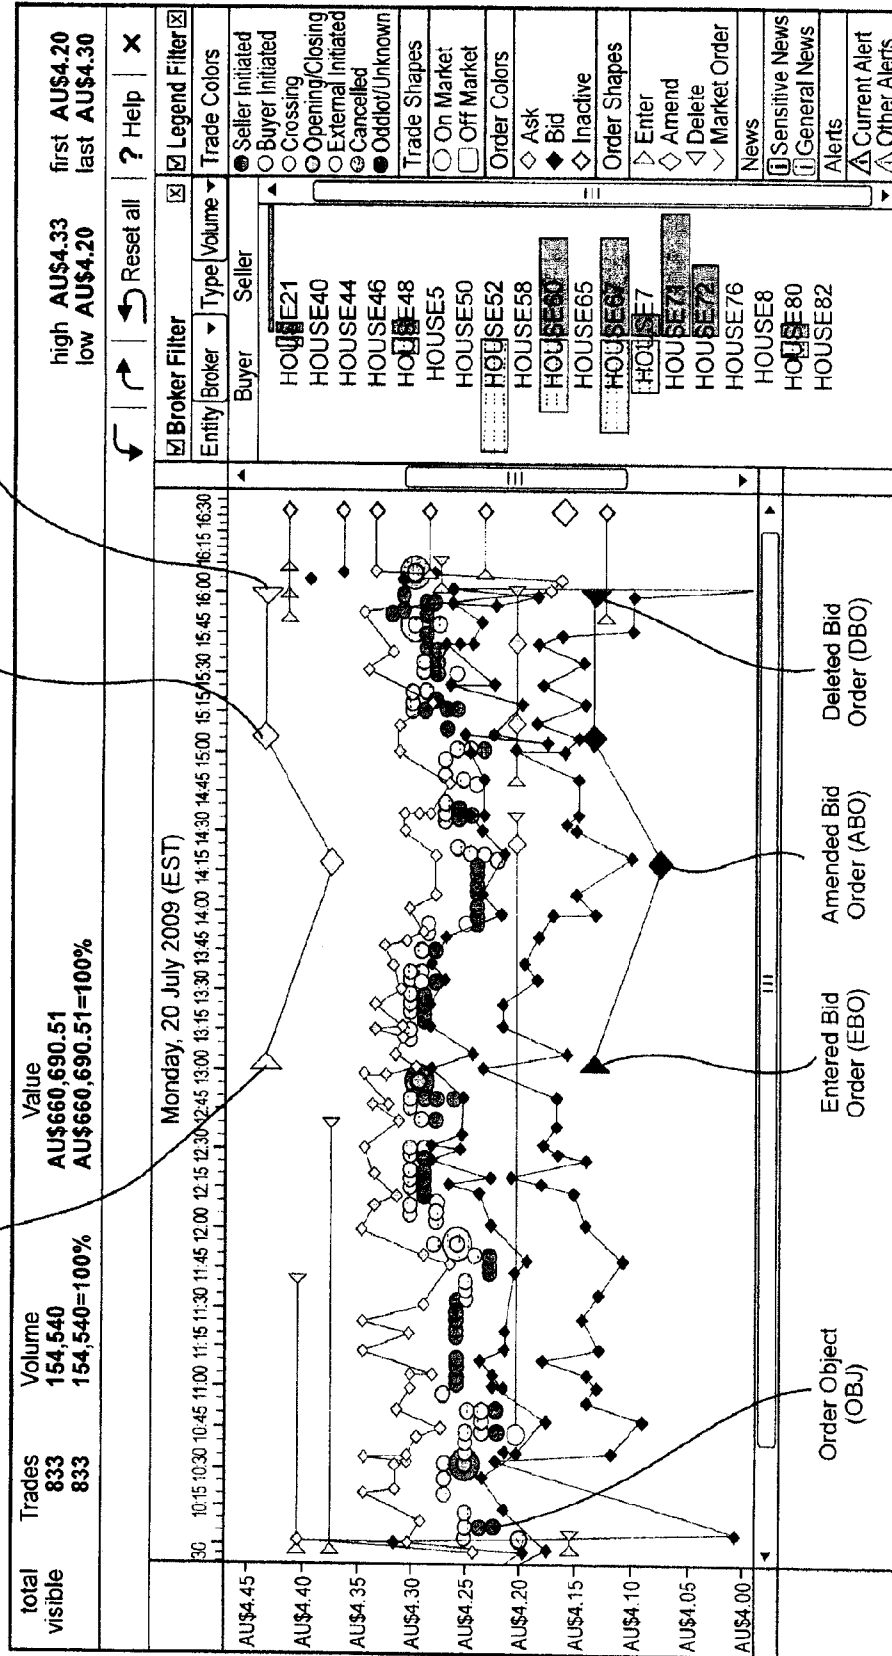 total Trades Volume Value high AU$4.33 first AU$4.20
visible 833 154,540 AU$660,690.51 low AU$4.20 last AU$4.30
833 154,540=100% AU$660,690.51=100%
Reset all ? Help X
Monday, 20 July 2009 (EST)
30 10:15 10:30 10:45 11:00 11:15 11:30 11:45 12:00 12:15 12:30 12:45 13:00 13:15 13:30 13:45 14:00 14:15 14:30 14:45 15:00 15:15 15:30 15:45 16:00 16:15 16:30
AU$4.45
AU$4.40
AU$4.35
AU$4.30
AU$4.25
AU$4.20
AU$4.15
AU$4.10
AU$4.05
AU$4.00
Broker Filter
Entity Broker Type Volume
Buyer Seller
HOUSE21
HOUSE40
HOUSE44
HOUSE46
HOUSE48
HOUSE5
HOUSE50
HOUSE52
HOUSE58
HOUSE60
HOUSE65
HOUSE67
HOUSE7
HOUSE71
HOUSE72
HOUSE76
HOUSE8
HOUSE80
HOUSE82
Legend Filter
Trade Colors
Seller Initiated
Buyer Initiated
Crossing
Opening/Closing
External Initiated
Cancelled
Oddlot/Unknown
Trade Shapes
On Market
Off Market
Order Colors
Ask
Bid
Inactive
Order Shapes
Enter
Amend
Delete
Market Order
News
Sensitive News
General News
Alerts
Current Alert
Other Alerts
Order Object
(OBJ)
Entered Bid
Order (EBO)
Amended Bid
Order (ABO)
Deleted Bid
Order (DBO)